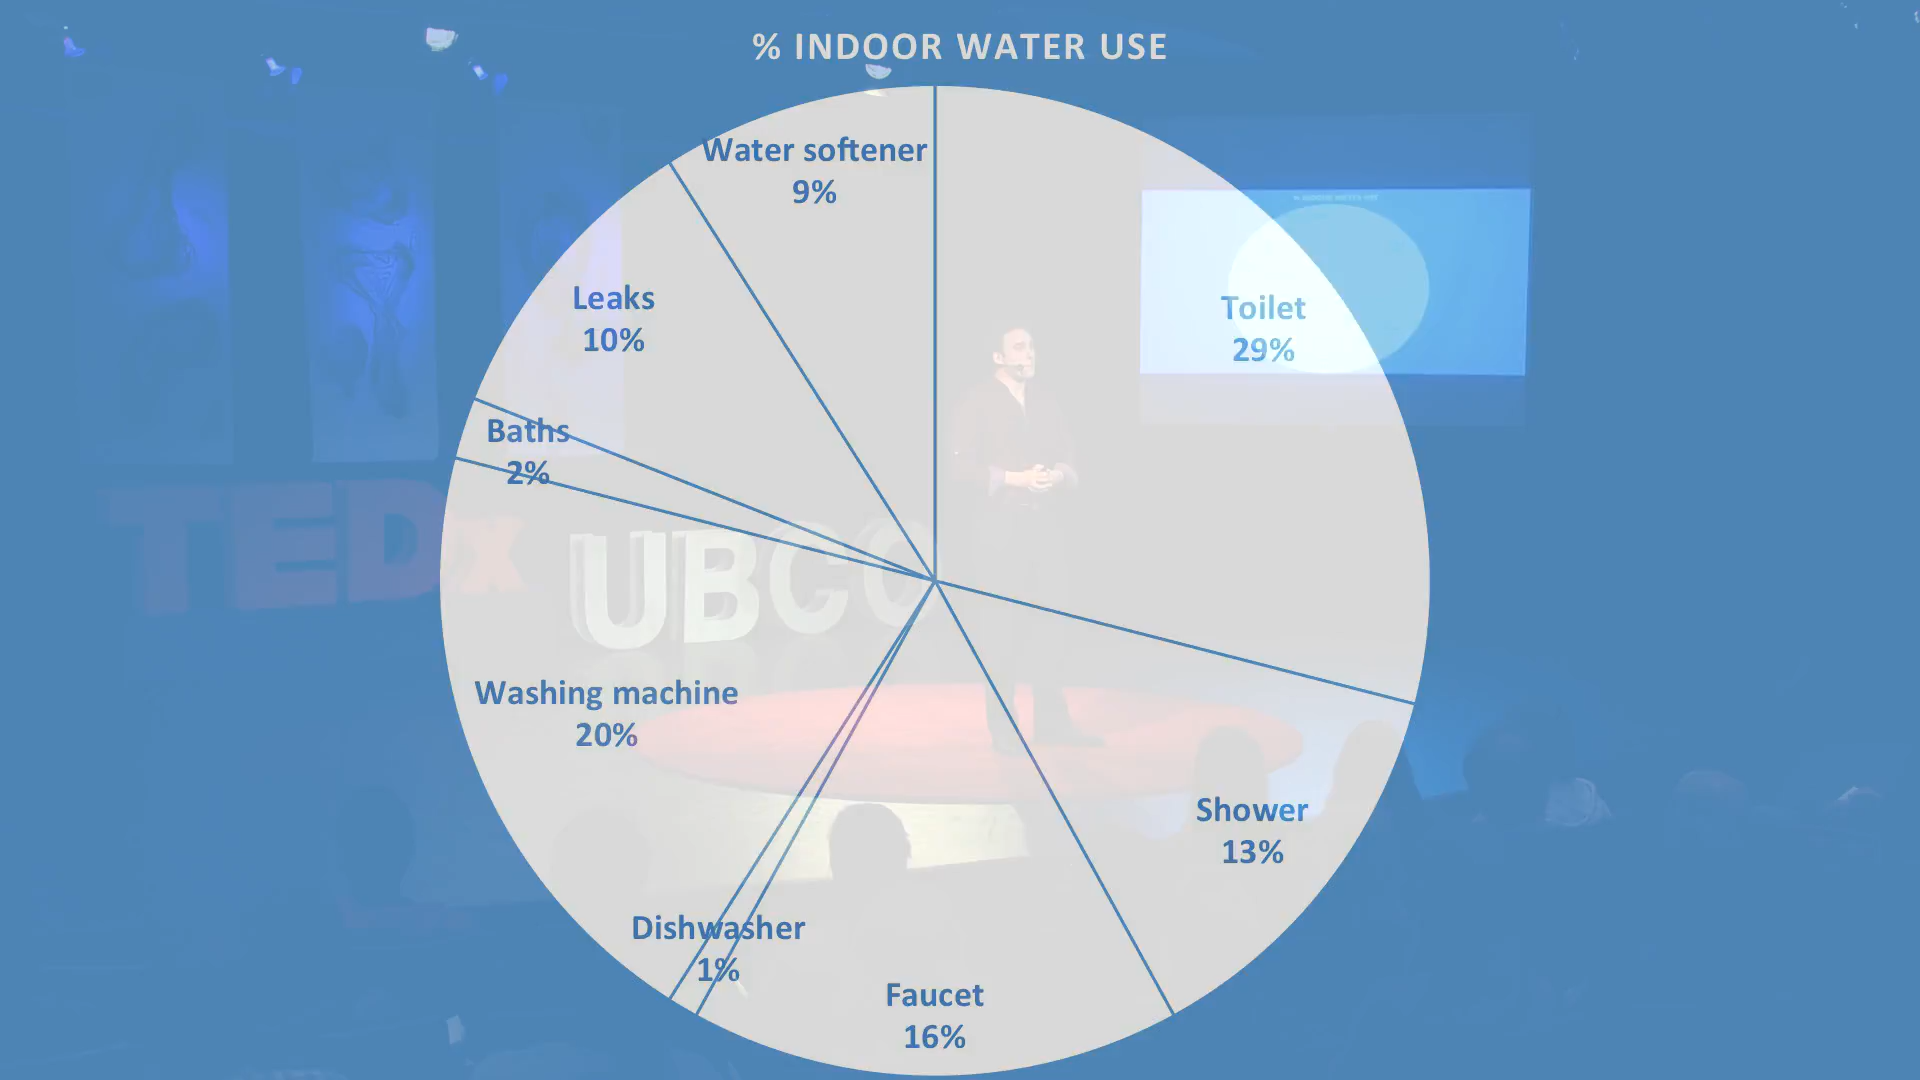 % INDOOR WATER USE
Water softener
9%
Toilet
29%
Leaks
10%
Baths
2%
TEDx
UBCO
Washing machine
20%
Shower
13%
Dishwasher
1%
Faucet
16%